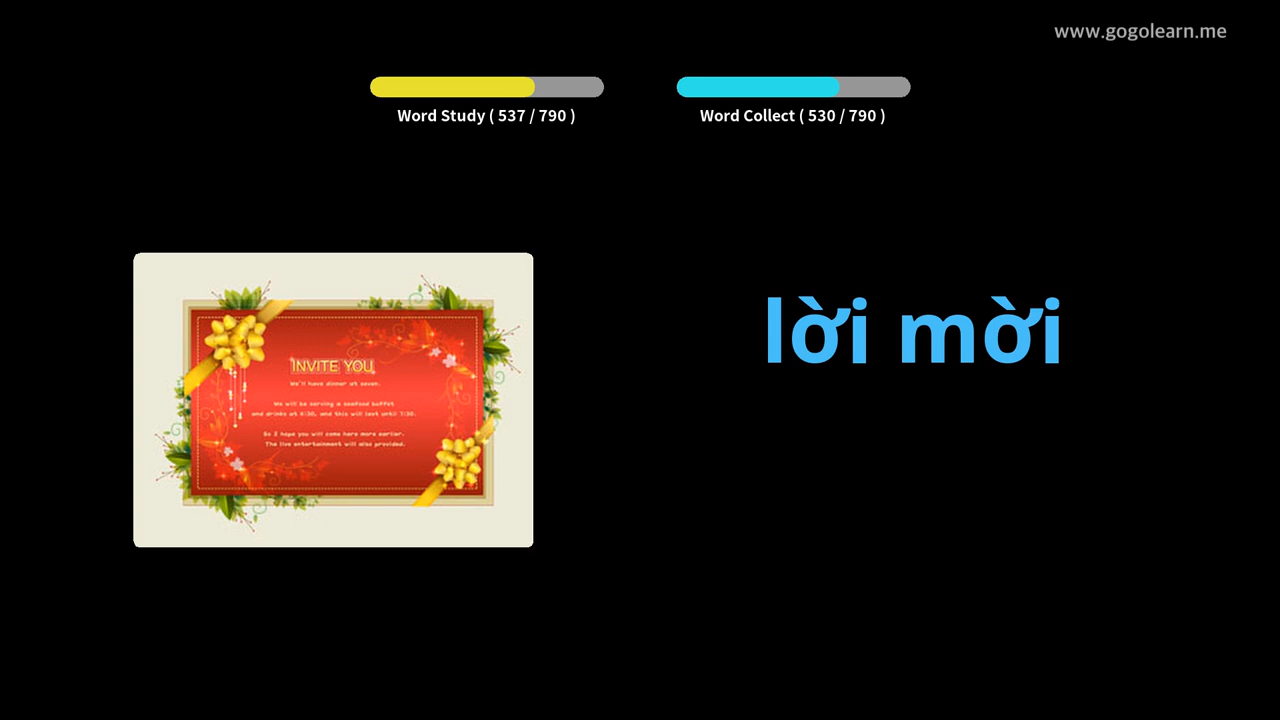 www.gogolearn.me
Word Study ( 537 / 790 )
Word Collect ( 530 / 790 )
lời mời
INVITE YOU
We'll have dinner at seven.
We will be serving a seafood buffet
and drinks at 6:30, and this will last until 7:30.
So I hope you will come here more earlier.
The live entertainment will also provided.